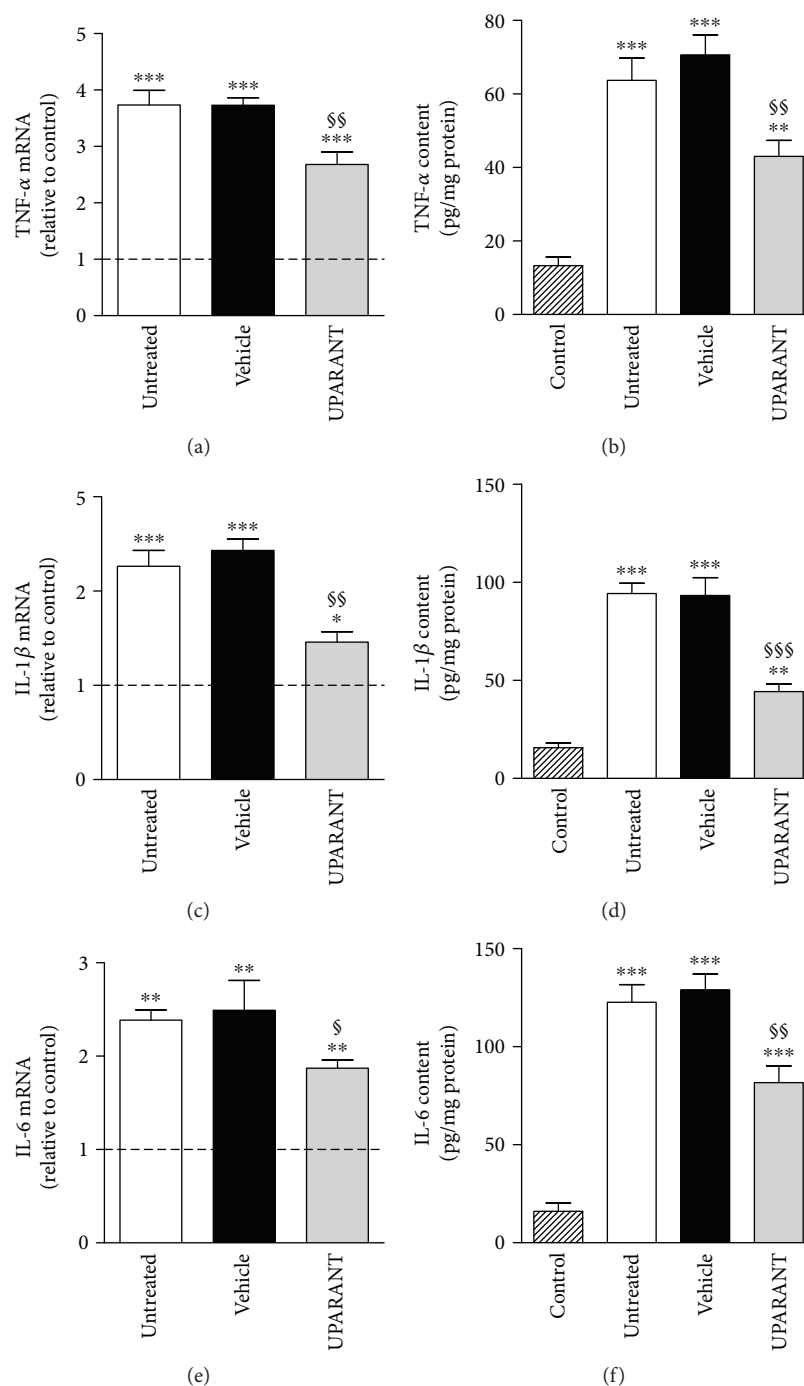 TNF-α mRNA
(relative to control)
5
4
3
2
1
0
***
***
§§
***
Untreated
Vehicle
UPARANT
(a)
TNF-α content
(pg/mg protein)
80
60
40
20
0
***
***
§§
**
Control
Untreated
Vehicle
UPARANT
(b)
IL-1β mRNA
(relative to control)
5
2
1
0
***
***
§§
*
Untreated
Vehicle
UPARANT
(c)
IL-1β content
(pg/mg protein)
150
100
50
0
***
***
§§§
**
Control
Untreated
Vehicle
UPARANT
(d)
IL-6 mRNA
(relative to control)
3
2
1
0
**
**
§
**
Untreated
Vehicle
UPARANT
(e)
IL-6 content
(pg/mg protein)
150
100
50
0
***
***
§§
***
Control
Untreated
Vehicle
UPARANT
(f)